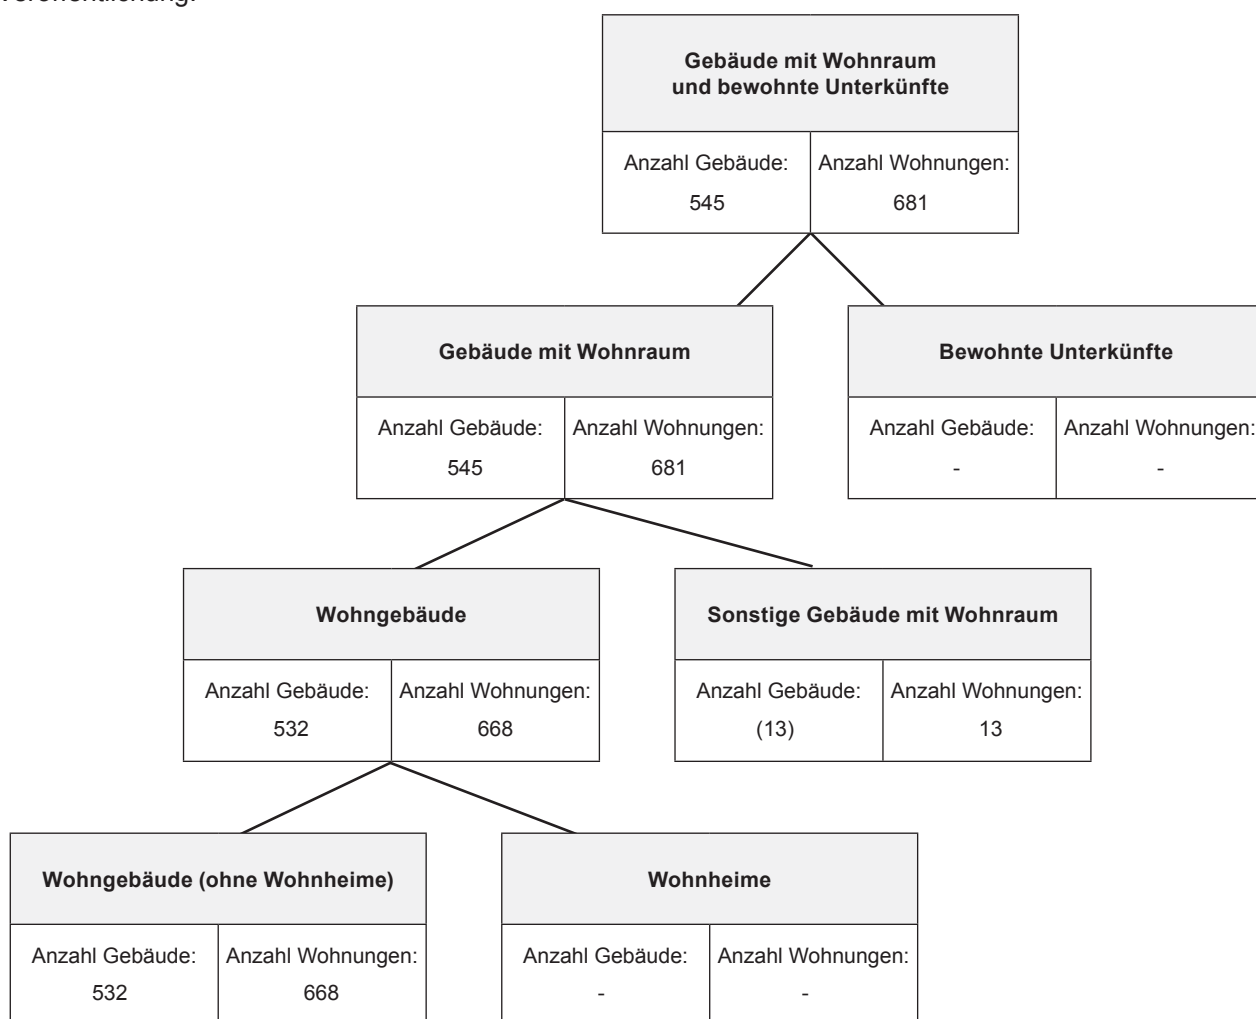 Veröffentlichung.
Gebäude mit Wohnraum
und bewohnte Unterkünfte
Anzahl Gebäude: Anzahl Wohnungen:
545 681
Gebäude mit Wohnraum Bewohnte Unterkünfte
Anzahl Gebäude: Anzahl Wohnungen: Anzahl Gebäude: Anzahl Wohnungen:
545 681 - -
Wohngebäude Sonstige Gebäude mit Wohnraum
Anzahl Gebäude: Anzahl Wohnungen: Anzahl Gebäude: Anzahl Wohnungen:
532 668 (13) 13
Wohngebäude (ohne Wohnheime) Wohnheime
Anzahl Gebäude: Anzahl Wohnungen: Anzahl Gebäude: Anzahl Wohnungen:
532 668 - -